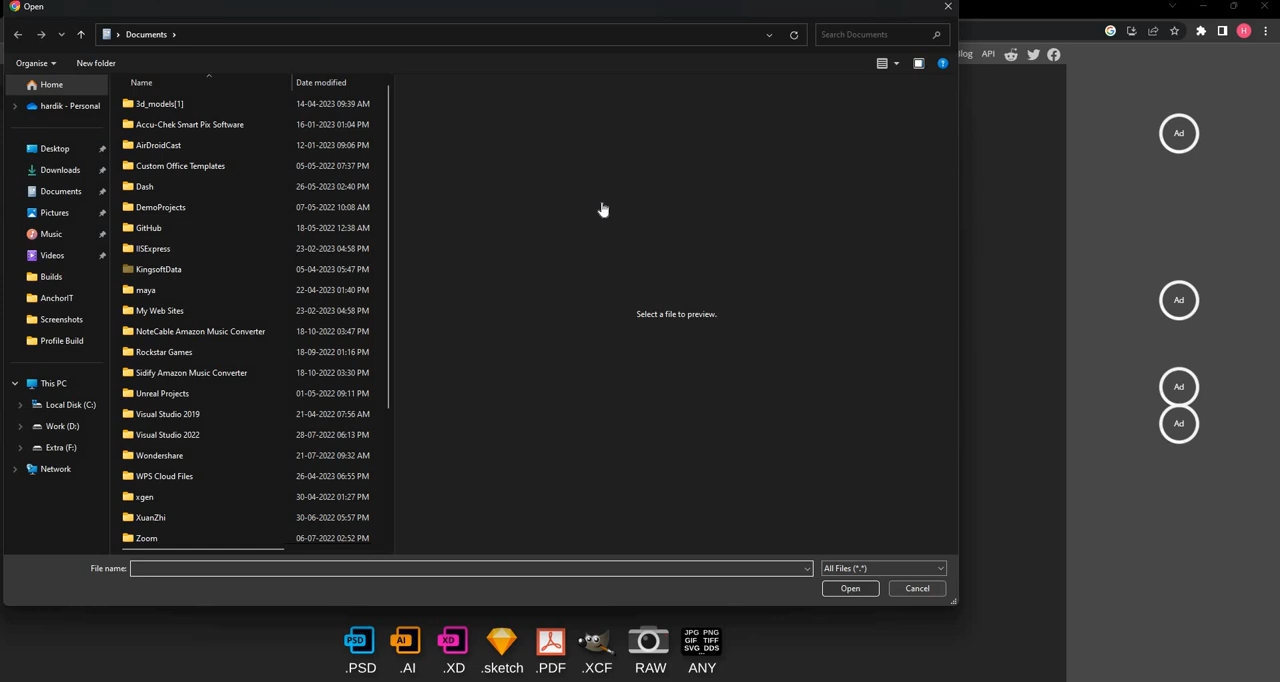 Open
Documents
Search Documents
Organise
New folder
log API
H
Home
hardik - Personal
Desktop
Downloads
Documents
Pictures
Music
Videos
Builds
AnchorIT
Screenshots
Profile Build
This PC
Local Disk (C:)
Work (D:)
Extra (F:)
Network
Name Date modified
3d_models[1] 14-04-2023 09:39 AM
Accu-Chek Smart Pix Software 16-01-2023 01:04 PM
AirDroidCast 12-01-2023 09:06 PM
Custom Office Templates 05-05-2022 07:37 PM
Dash 26-05-2023 02:40 PM
DemoProjects 07-05-2022 10:08 AM
GitHub 18-05-2022 12:38 AM
IISExpress 23-02-2023 04:58 PM
KingsoftData 05-04-2023 05:47 PM
maya 22-04-2023 01:40 PM
My Web Sites 23-02-2023 04:58 PM
NoteCable Amazon Music Converter 18-10-2022 03:47 PM
Rockstar Games 18-09-2022 01:16 PM
Sidify Amazon Music Converter 18-10-2022 03:30 PM
Unreal Projects 01-05-2022 09:11 PM
Visual Studio 2019 21-04-2022 07:56 AM
Visual Studio 2022 28-07-2022 06:13 PM
Wondershare 21-07-2022 09:32 AM
WPS Cloud Files 26-04-2023 06:55 PM
xgen 30-04-2022 01:27 PM
XuanZhi 30-06-2022 05:57 PM
Zoom 06-07-2022 02:52 PM
Select a file to preview.
Ad
Ad
Ad
Ad
File name:
All Files (*.*)
Open
Cancel
PSD
AI
XD
JPG PNG
GIF TIFF
SVG DDS
...
.PSD .AI .XD .sketch .PDF .XCF RAW ANY